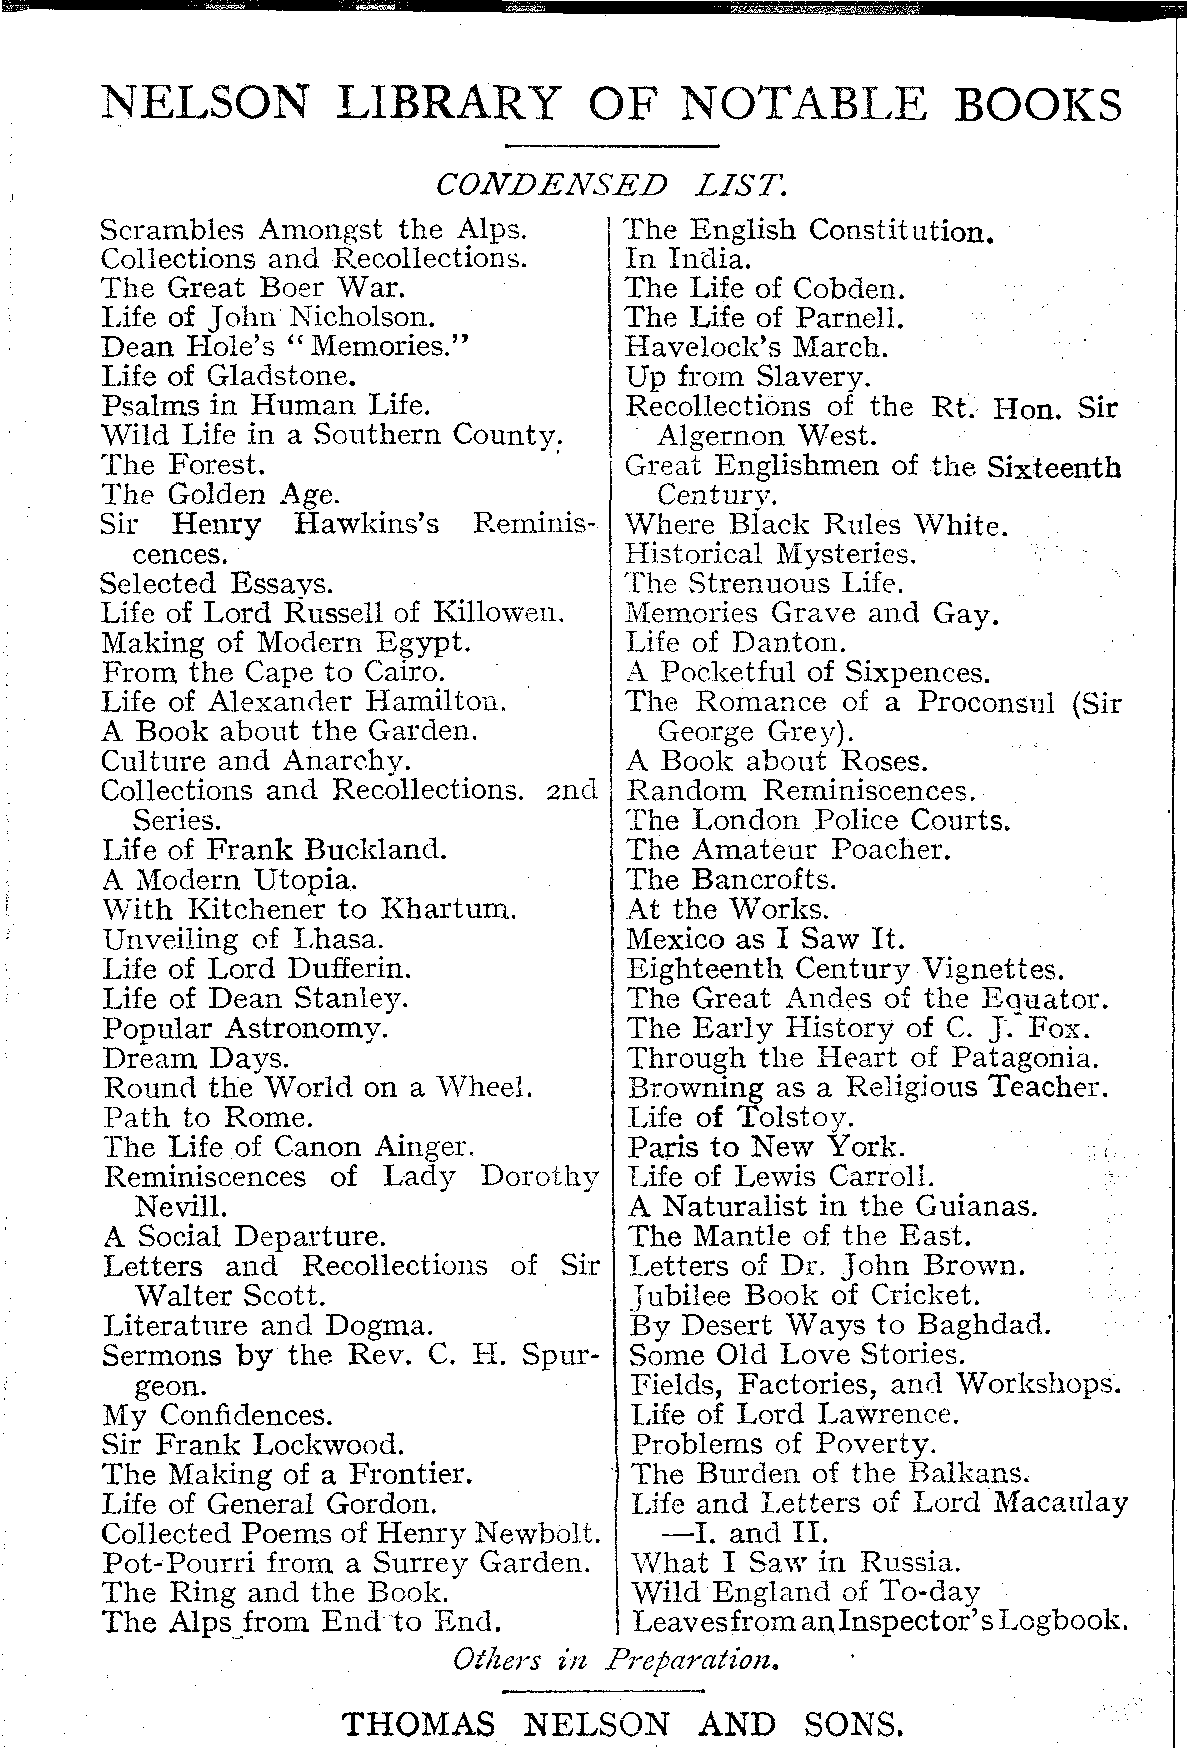 NELSON LIBRARY OF NOTABLE BOOKS
CONDENSED LIST.
Scrambles Amongst the Alps.
Collections and Recollections.
The Great Boer War.
Life of John Nicholson.
Dean Hole's "Memories."
Life of Gladstone.
Psalms in Human Life.
Wild Life in a Southern County.
The Forest.
The Golden Age.
Sir Henry Hawkins's Reminis-
cences.
Selected Essays.
Life of Lord Russell of Killowen.
Making of Modern Egypt.
From the Cape to Cairo.
Life of Alexander Hamilton.
A Book about the Garden.
Culture and Anarchy.
Collections and Recollections. 2nd
Series.
Life of Frank Buckland.
A Modern Utopia.
With Kitchener to Khartum.
Unveiling of Lhasa.
Life of Lord Dufferin.
Life of Dean Stanley.
Popular Astronomy.
Dream Days.
Round the World on a Wheel.
Path to Rome.
The Life of Canon Ainger.
Reminiscences of Lady Dorothy
Nevill.
A Social Departure.
Letters and Recollections of Sir
Walter Scott.
Literature and Dogma.
Sermons by the Rev. C. H. Spur-
geon.
My Confidences.
Sir Frank Lockwood.
The Making of a Frontier.
Life of General Gordon.
Collected Poems of Henry Newbolt.
Pot-Pourri from a Surrey Garden.
The Ring and the Book.
The Alps from End to End.
The English Constitution.
In India.
The Life of Cobden.
The Life of Parnell.
Havelock's March.
Up from Slavery.
Recollections of the Rt. Hon. Sir
Algernon West.
Great Englishmen of the Sixteenth
Century.
Where Black Rules White.
Historical Mysteries.
The Strenuous Life.
Memories Grave and Gay.
Life of Danton.
A Pocketful of Sixpences.
The Romance of a Proconsul (Sir
George Grey).
A Book about Roses.
Random Reminiscences.
The London Police Courts.
The Amateur Poacher.
The Bancrofts.
At the Works.
Mexico as I Saw It.
Eighteenth Century Vignettes.
The Great Andes of the Equator.
The Early History of C. J. Fox.
Through the Heart of Patagonia.
Browning as a Religious Teacher.
Life of Tolstoy.
Paris to New York.
Life of Lewis Carroll.
A Naturalist in the Guianas.
The Mantle of the East.
Letters of Dr. John Brown.
Jubilee Book of Cricket.
By Desert Ways to Baghdad.
Some Old Love Stories.
Fields, Factories, and Workshops.
Life of Lord Lawrence.
Problems of Poverty.
The Burden of the Balkans.
Life and Letters of Lord Macaulay
—I. and II.
What I Saw in Russia.
Wild England of To-day
Leaves from an Inspector's Logbook.
Others in Preparation.
THOMAS NELSON AND SONS.